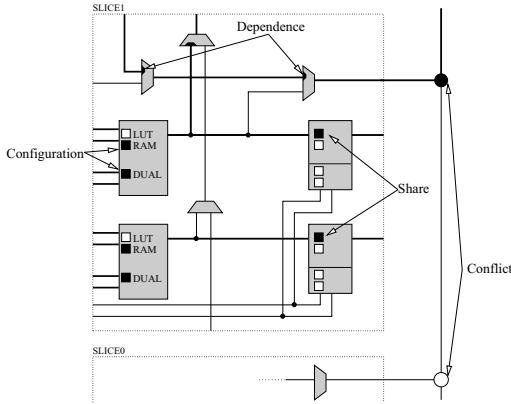 SLICE1
Dependence
LUT
RAM
Configuration
DUAL
Share
LUT
RAM
DUAL
Conflict
SLICE0